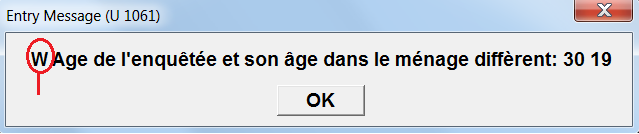 Entry Message (U 1061)
W Age de l'enquêtée et son âge dans le ménage diffèrent: 30 19
OK